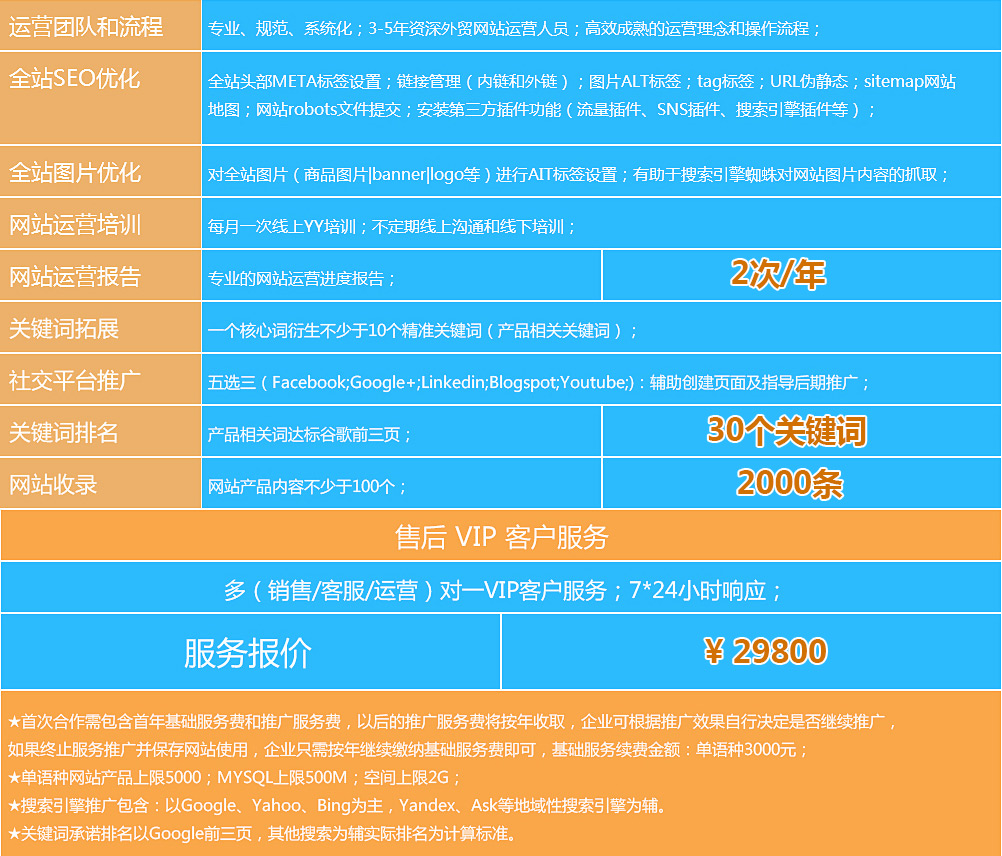 运营团队和流程
专业、规范、系统化；3-5年资深外贸网站运营人员；高效成熟的运营理念和操作流程；
全站SEO优化
全站头部META标签设置；链接管理（内链和外链）；图片ALT标签；tag标签；URL伪静态；sitemap网站
地图；网站robots文件提交；安装第三方插件功能（流量插件、SNS插件、搜索引擎插件等）；
全站图片优化
对全站图片（商品图片|banner|logo等）进行AIT标签设置；有助于搜索引擎蜘蛛对网站图片内容的抓取；
网站运营培训
每月一次线上YY培训；不定期线上沟通和线下培训；
网站运营报告
专业的网站运营进度报告；
2次/年
关键词拓展
一个核心词衍生不少于10个精准关键词（产品相关关键词）；
社交平台推广
五选三（Facebook;Google+;Linkedin;Blogspot;Youtube;)：辅助创建页面及指导后期推广；
关键词排名
产品相关词达标谷歌前三页；
30个关键词
网站收录
网站产品内容不少于100个；
2000条
售后 VIP 客户服务
多（销售/客服/运营）对一VIP客户服务；7*24小时响应；
服务报价
¥ 29800
★首次合作需包含首年基础服务费和推广服务费，以后的推广服务费将按年收取，企业可根据推广效果自行决定是否继续推广，
如果终止服务推广并保存网站使用，企业只需按年继续缴纳基础服务费即可，基础服务续费金额：单语种3000元；
★单语种网站产品上限5000；MYSQL上限500M；空间上限2G；
★搜索引擎推广包含：以Google、Yahoo、Bing为主，Yandex、Ask等地域性搜索引擎为辅。
★关键词承诺排名以Google前三页，其他搜索为辅实际排名为计算标准。